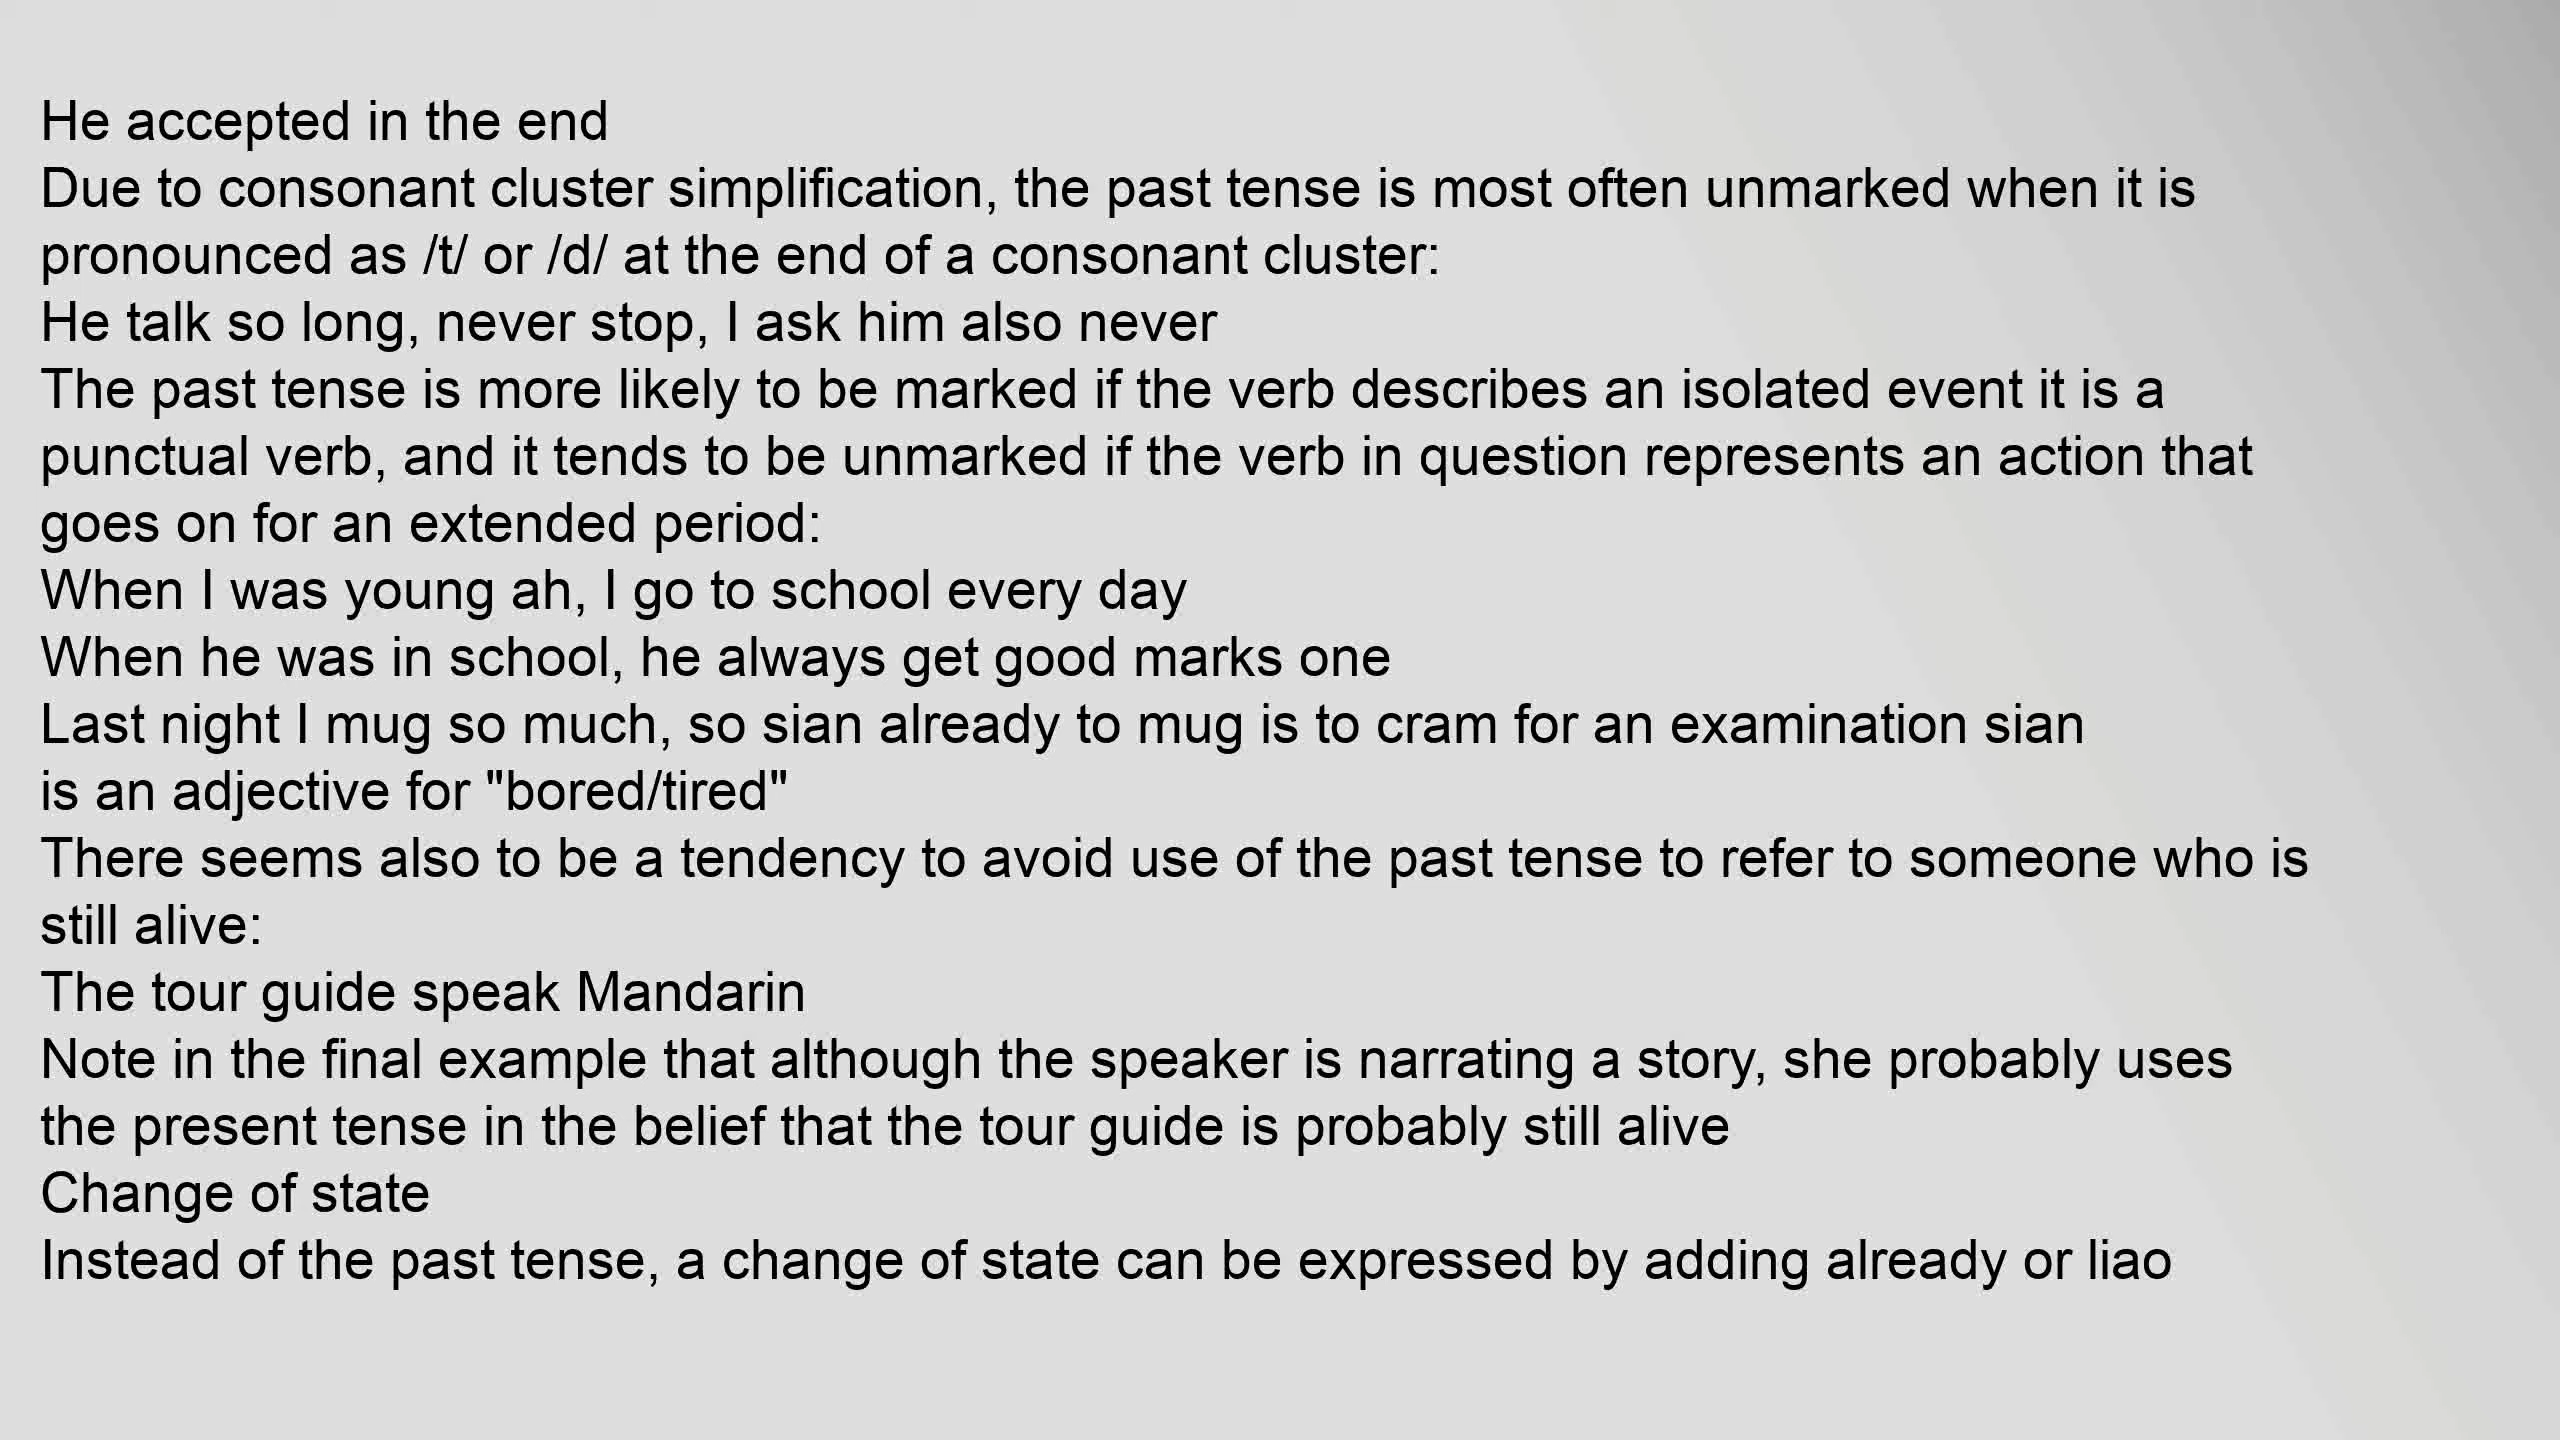 He accepted in the end
Due to consonant cluster simplification, the past tense is most often unmarked when it is
pronounced as /t/ or /d/ at the end of a consonant cluster:
He talk so long, never stop, I ask him also never
The past tense is more likely to be marked if the verb describes an isolated event it is a
punctual verb, and it tends to be unmarked if the verb in question represents an action that
goes on for an extended period:
When I was young ah, I go to school every day
When he was in school, he always get good marks one
Last night I mug so much, so sian already to mug is to cram for an examination sian
is an adjective for "bored/tired"
There seems also to be a tendency to avoid use of the past tense to refer to someone who is
still alive:
The tour guide speak Mandarin
Note in the final example that although the speaker is narrating a story, she probably uses
the present tense in the belief that the tour guide is probably still alive
Change of state
Instead of the past tense, a change of state can be expressed by adding already or liao